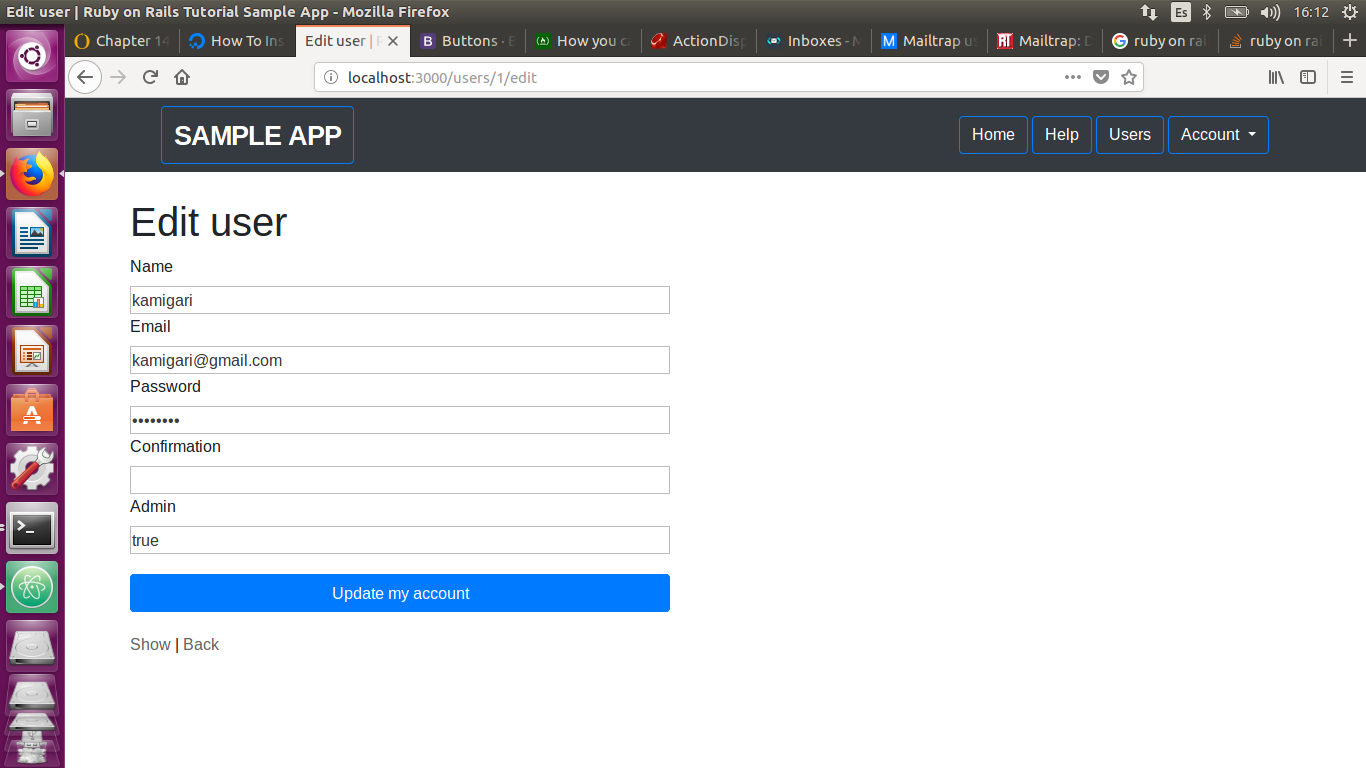 Edit user | Ruby on Rails Tutorial Sample App - Mozilla Firefox
Es
16:12
Chapter 14
How To Ins
Edit user |
Buttons · B
How you ca
ActionDisp
Inboxes - M
Mailtrap us
Mailtrap: D
ruby on rai
ruby on rai
localhost:3000/users/1/edit
SAMPLE APP
Home
Help
Users
Account
Edit user
Name
kamigari
Email
kamigari@gmail.com
Password
••••••••
Confirmation
Admin
true
Update my account
Show | Back